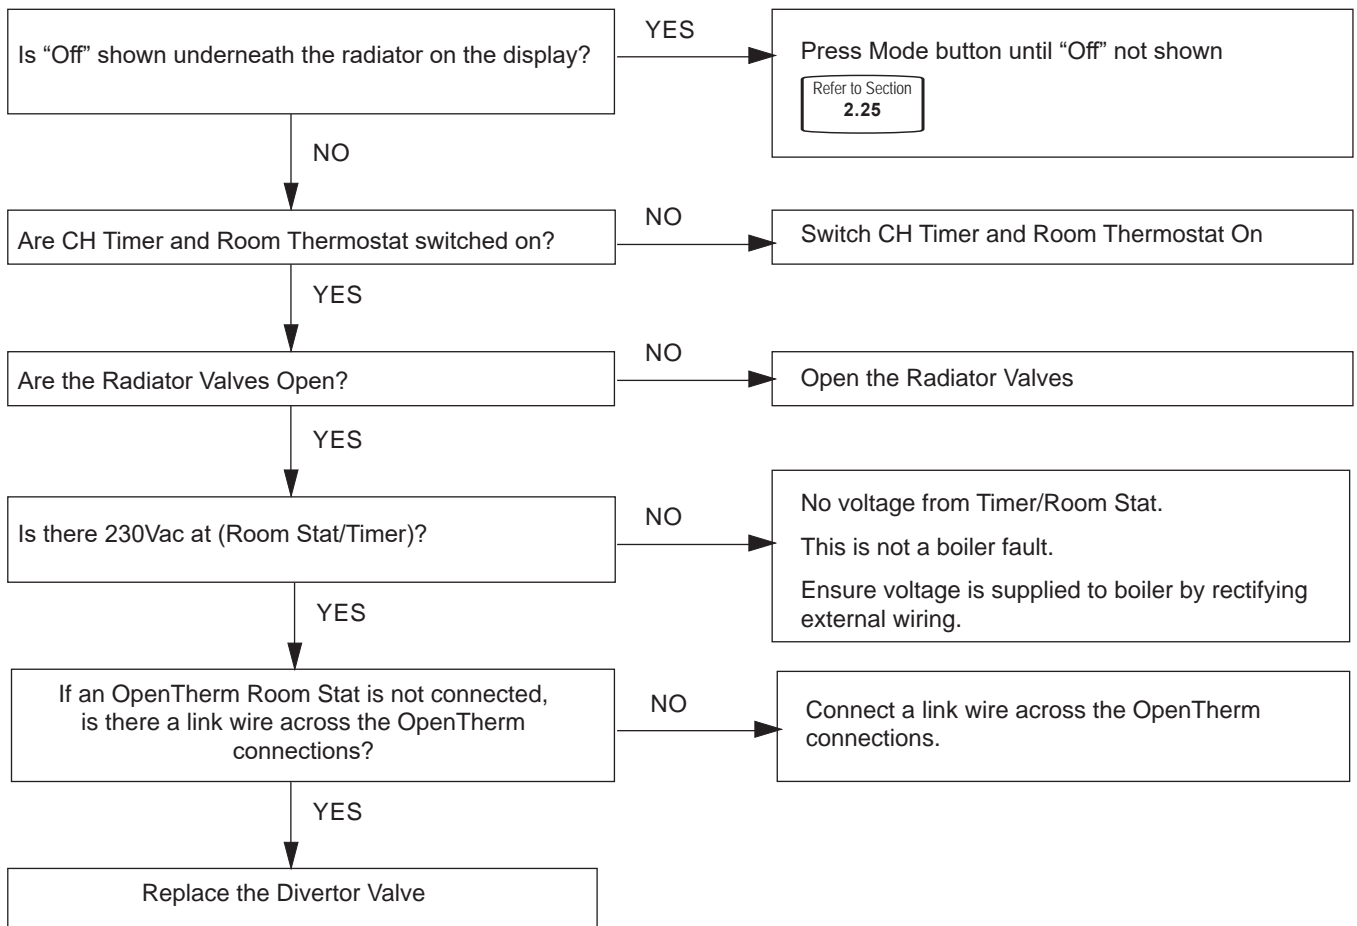 Is “Off” shown underneath the radiator on the display?
YES
Press Mode button until “Off” not shown
Refer to Section
2.25
NO
Are CH Timer and Room Thermostat switched on?
NO
Switch CH Timer and Room Thermostat On
YES
Are the Radiator Valves Open?
NO
Open the Radiator Valves
YES
Is there 230Vac at (Room Stat/Timer)?
NO
No voltage from Timer/Room Stat.
This is not a boiler fault.
Ensure voltage is supplied to boiler by rectifying
external wiring.
YES
If an OpenTherm Room Stat is not connected,
is there a link wire across the OpenTherm
connections?
NO
Connect a link wire across the OpenTherm
connections.
YES
Replace the Divertor Valve